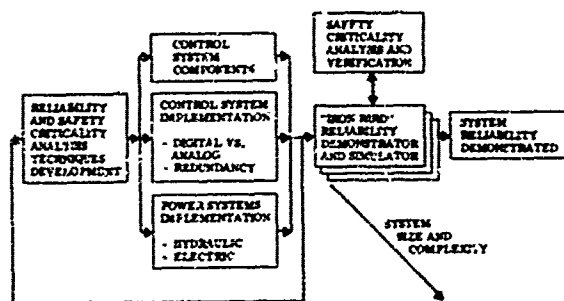 RELIABILITY
AND SAFETY
CRITICALITY
ANALYSIS
TECHNIQUES
DEVELOPMENT
CONTROL
SYSTEM
COMPONENTS
CONTROL SYSTEM
IMPLEMENTATION
- DIGITAL VS.
ANALOG
- REDUNDANCY
POWER SYSTEMS
IMPLEMENTATION
- HYDRAULIC
- ELECTRIC
SAFETY
CRITICALITY
ANALYSIS AND
VERIFICATION
"IRON BIRD"
RELIABILITY
DEMONSTRATOR
AND SIMULATOR
SYSTEM
RELIABILITY
DEMONSTRATED
SYSTEM
SIZE AND
COMPLEXITY